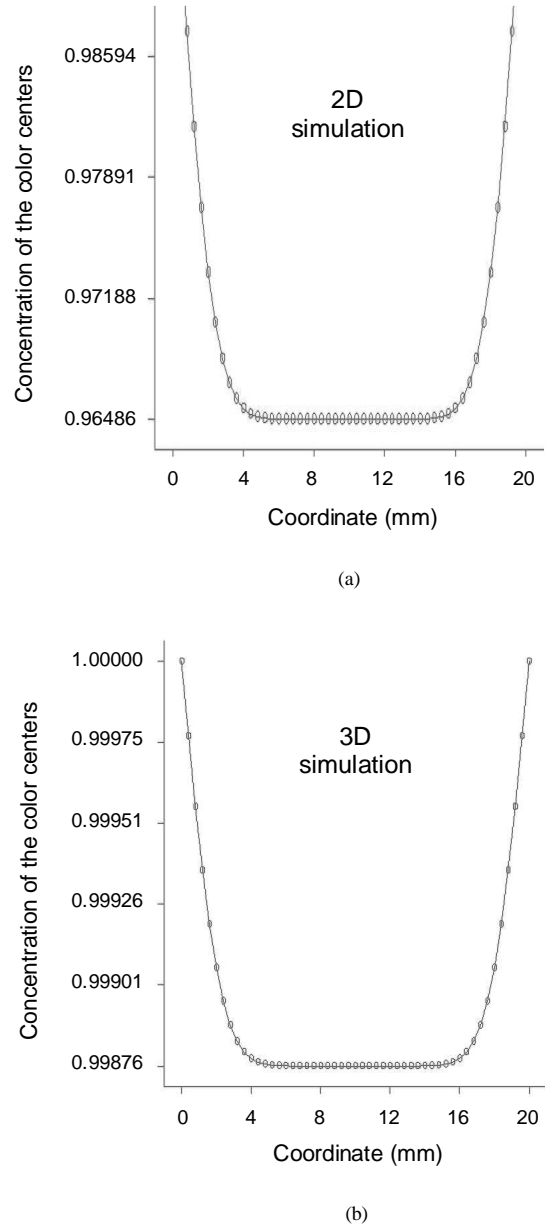 0.98594
2D
simulation
0.97891
0.97188
0.96486
Concentration of the color centers
0 4 8 12 16 20
Coordinate (mm)
(a)
1.00000
0.99975
3D
simulation
0.99951
0.99926
0.99901
0.99876
Concentration of the color centers
0 4 8 12 16 20
Coordinate (mm)
(b)